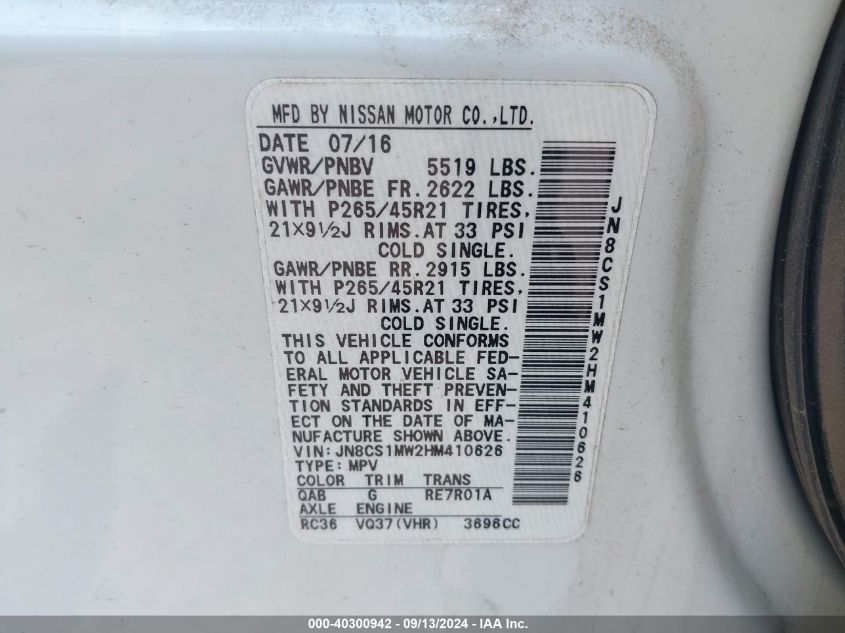 MFD BY NISSAN MOTOR CO.,LTD.
DATE 07/16
GVWR/PNBV 5519 LBS.
GAWR/PNBE FR. 2622 LBS.
WITH P265/45R21 TIRES,
21×9½J RIMS.AT 33 PSI
COLD SINGLE.
GAWR/PNBE RR. 2915 LBS.
WITH P265/45R21 TIRES,
21×9½J RIMS.AT 33 PSI
COLD SINGLE.
THIS VEHICLE CONFORMS
TO ALL APPLICABLE FED-
ERAL MOTOR VEHICLE SA-
FETY AND THEFT PREVEN-
TION STANDARDS IN EFF-
ECT ON THE DATE OF MA-
NUFACTURE SHOWN ABOVE.
VIN:JN8CS1MW2HM410626
TYPE:MPV
COLOR TRIM TRANS
QAB G RE7R01A
AXLE ENGINE
RC36 VQ37(VHR) 3696CC
JN8CS1MW2HM410626
000-40300942 - 09/13/2024 - IAA Inc.